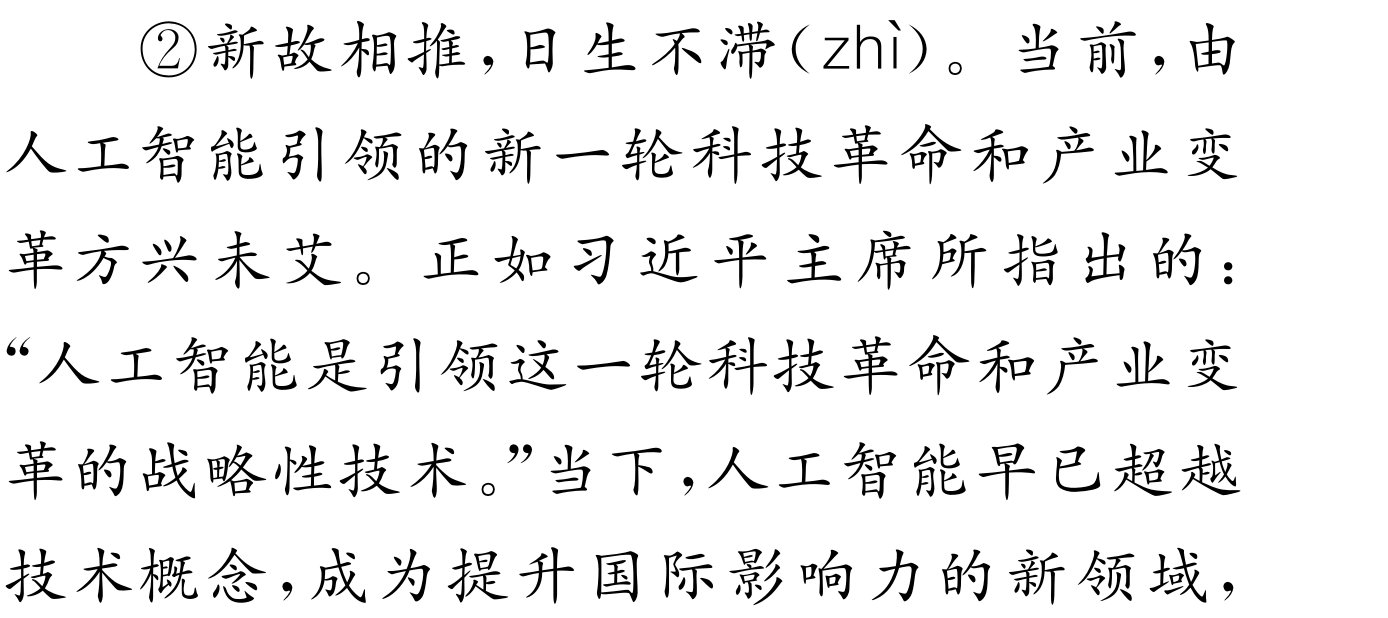 ②新故相推,日生不滞(zhì)。当前,由
人工智能引领的新一轮科技革命和产业变
革方兴未艾。正如习近平主席所指出的:
“人工智能是引领这一轮科技革命和产业变
革的战略性技术。”当下,人工智能早已超越
技术概念,成为提升国际影响力的新领域,